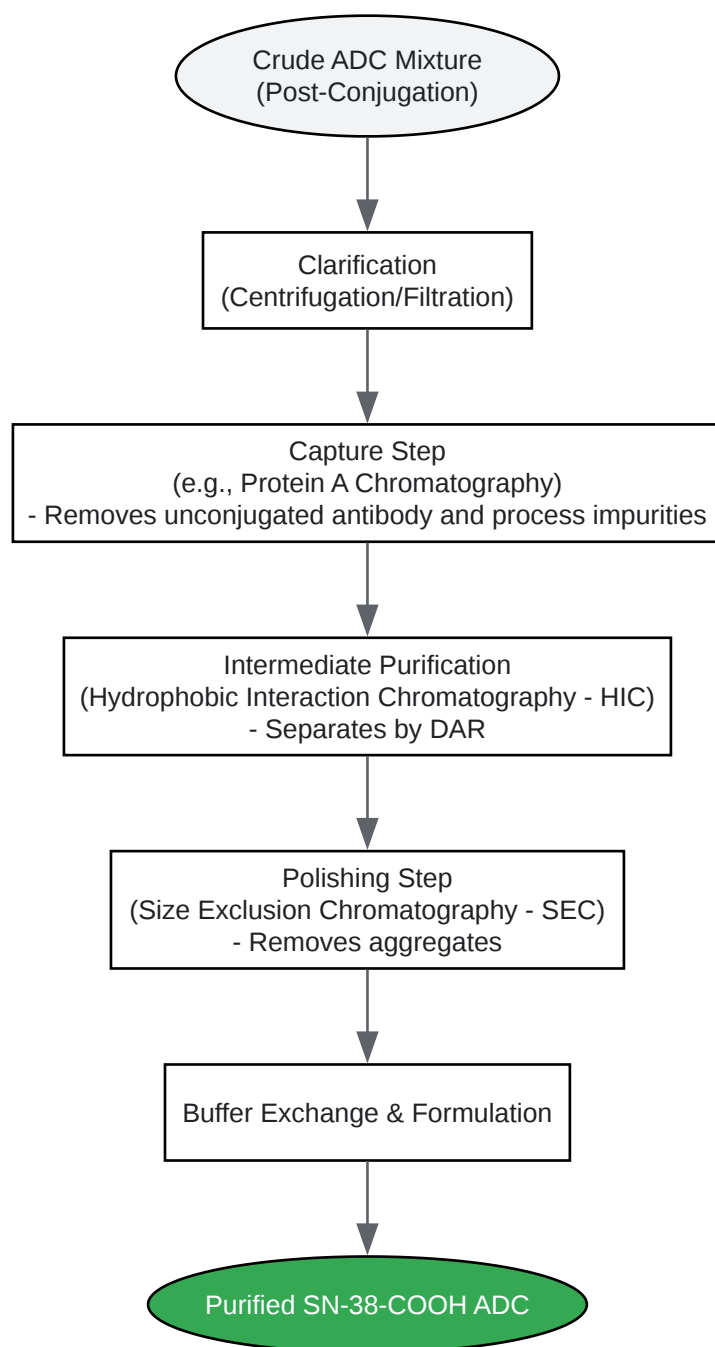 Crude ADC Mixture
(Post-Conjugation)
Clarification
(Centrifugation/Filtration)
Capture Step
(e.g., Protein A Chromatography)
- Removes unconjugated antibody and process impurities
Intermediate Purification
(Hydrophobic Interaction Chromatography - HIC)
- Separates by DAR
Polishing Step
(Size Exclusion Chromatography - SEC)
- Removes aggregates
Buffer Exchange & Formulation
Purified SN-38-COOH ADC